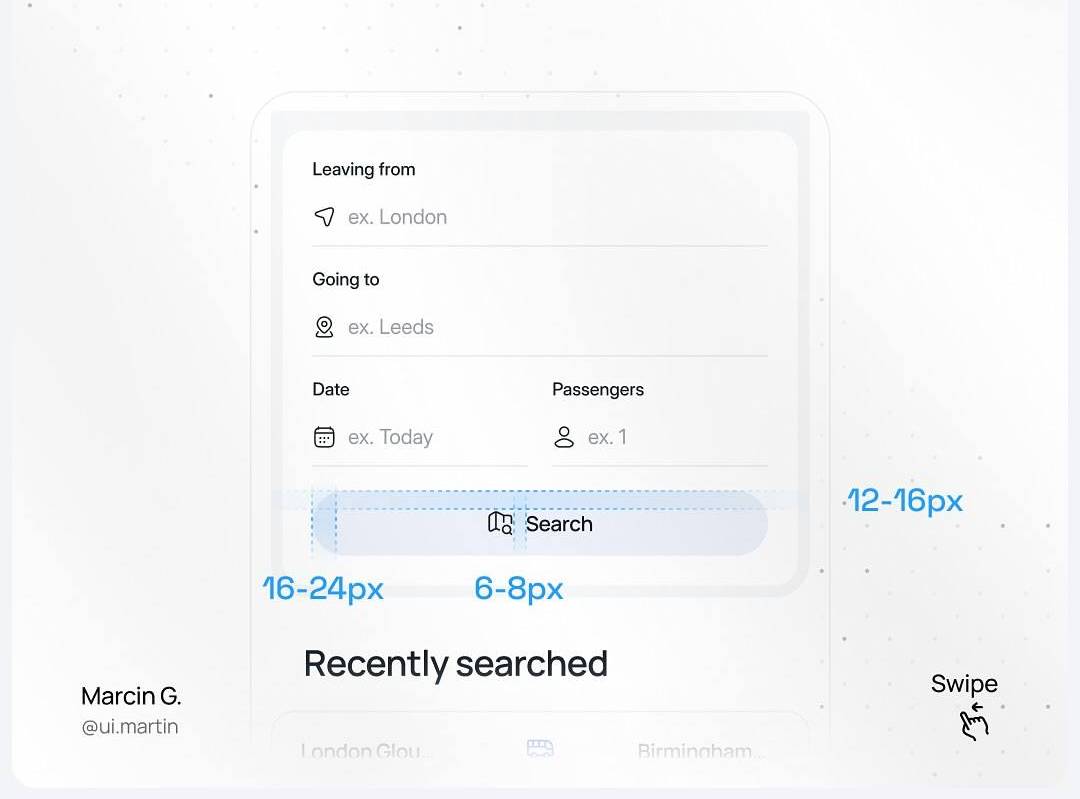 Leaving from
ex. London
Going to
ex. Leeds
Date
Passengers
ex. Today
ex. 1
12-16px
Search
16-24px
6-8px
Recently searched
Marcin G.
@ui.martin
Swipe
London Glou...
Birmingham...